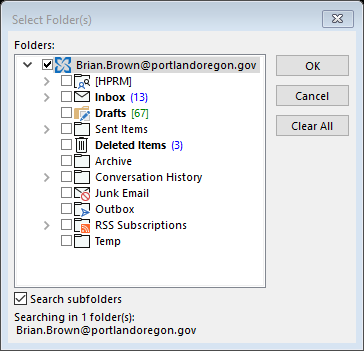 Select Folder(s)
Folders:
Brian.Brown@portlandoregon.gov
[HPRM]
Inbox (13)
Drafts [67]
Sent Items
Deleted Items (3)
Archive
Conversation History
Junk Email
Outbox
RSS Subscriptions
Temp
OK
Cancel
Clear All
Search subfolders
Searching in 1 folder(s):
Brian.Brown@portlandoregon.gov